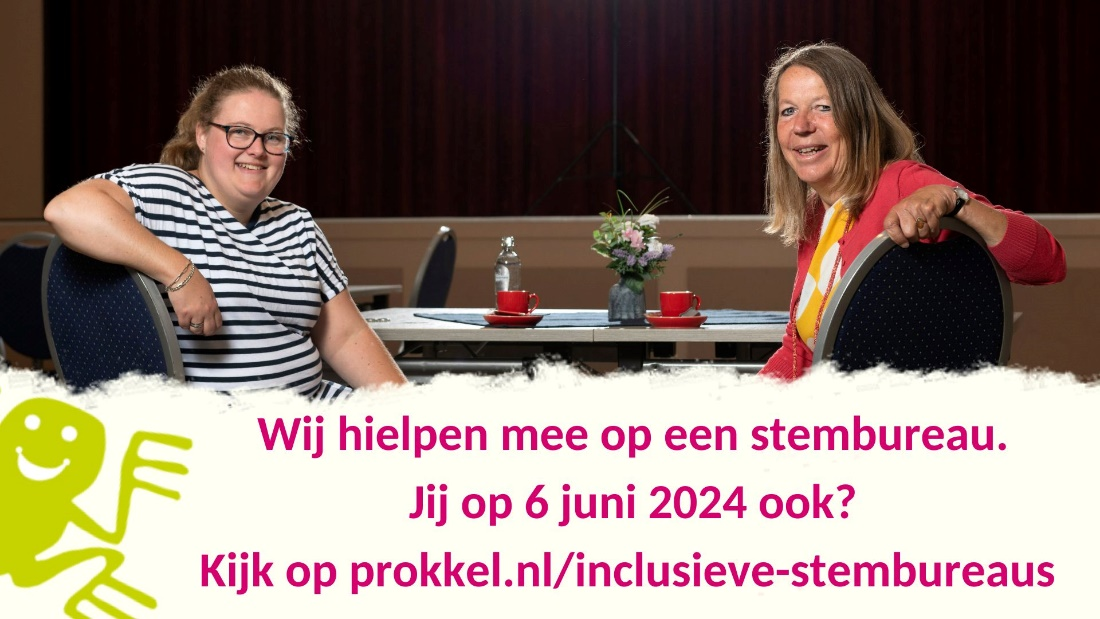 Wij hielpen mee op een stembureau.
Jij op 6 juni 2024 ook?
Kijk op prokkel.nl/inclusieve-stembureaus